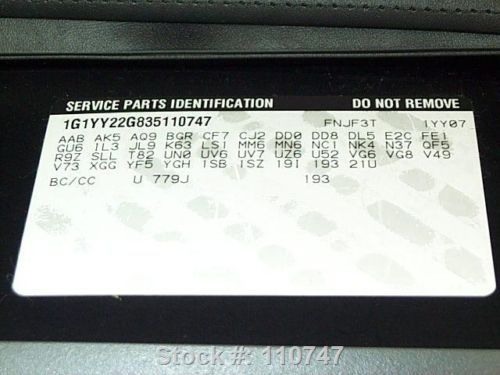 SERVICE PARTS IDENTIFICATION DO NOT REMOVE
1G1YY22G835110747 FNJF3T 1YY07
AAB AK5 AQ9 BGR CF7 CJ2 DD0 DD8 DL5 E2C FE1
GU6 IL3 JL9 K63 LS1 MM6 MN6 NC1 NK4 N37 QF5
R9Z SLL T82 UN0 UV6 UV7 UZ6 U52 VG6 VG8 V49
V73 XGG YF5 YGH ISB ISZ 19I 193 21U
BC/CC U 779J 193
Stock #: 110747